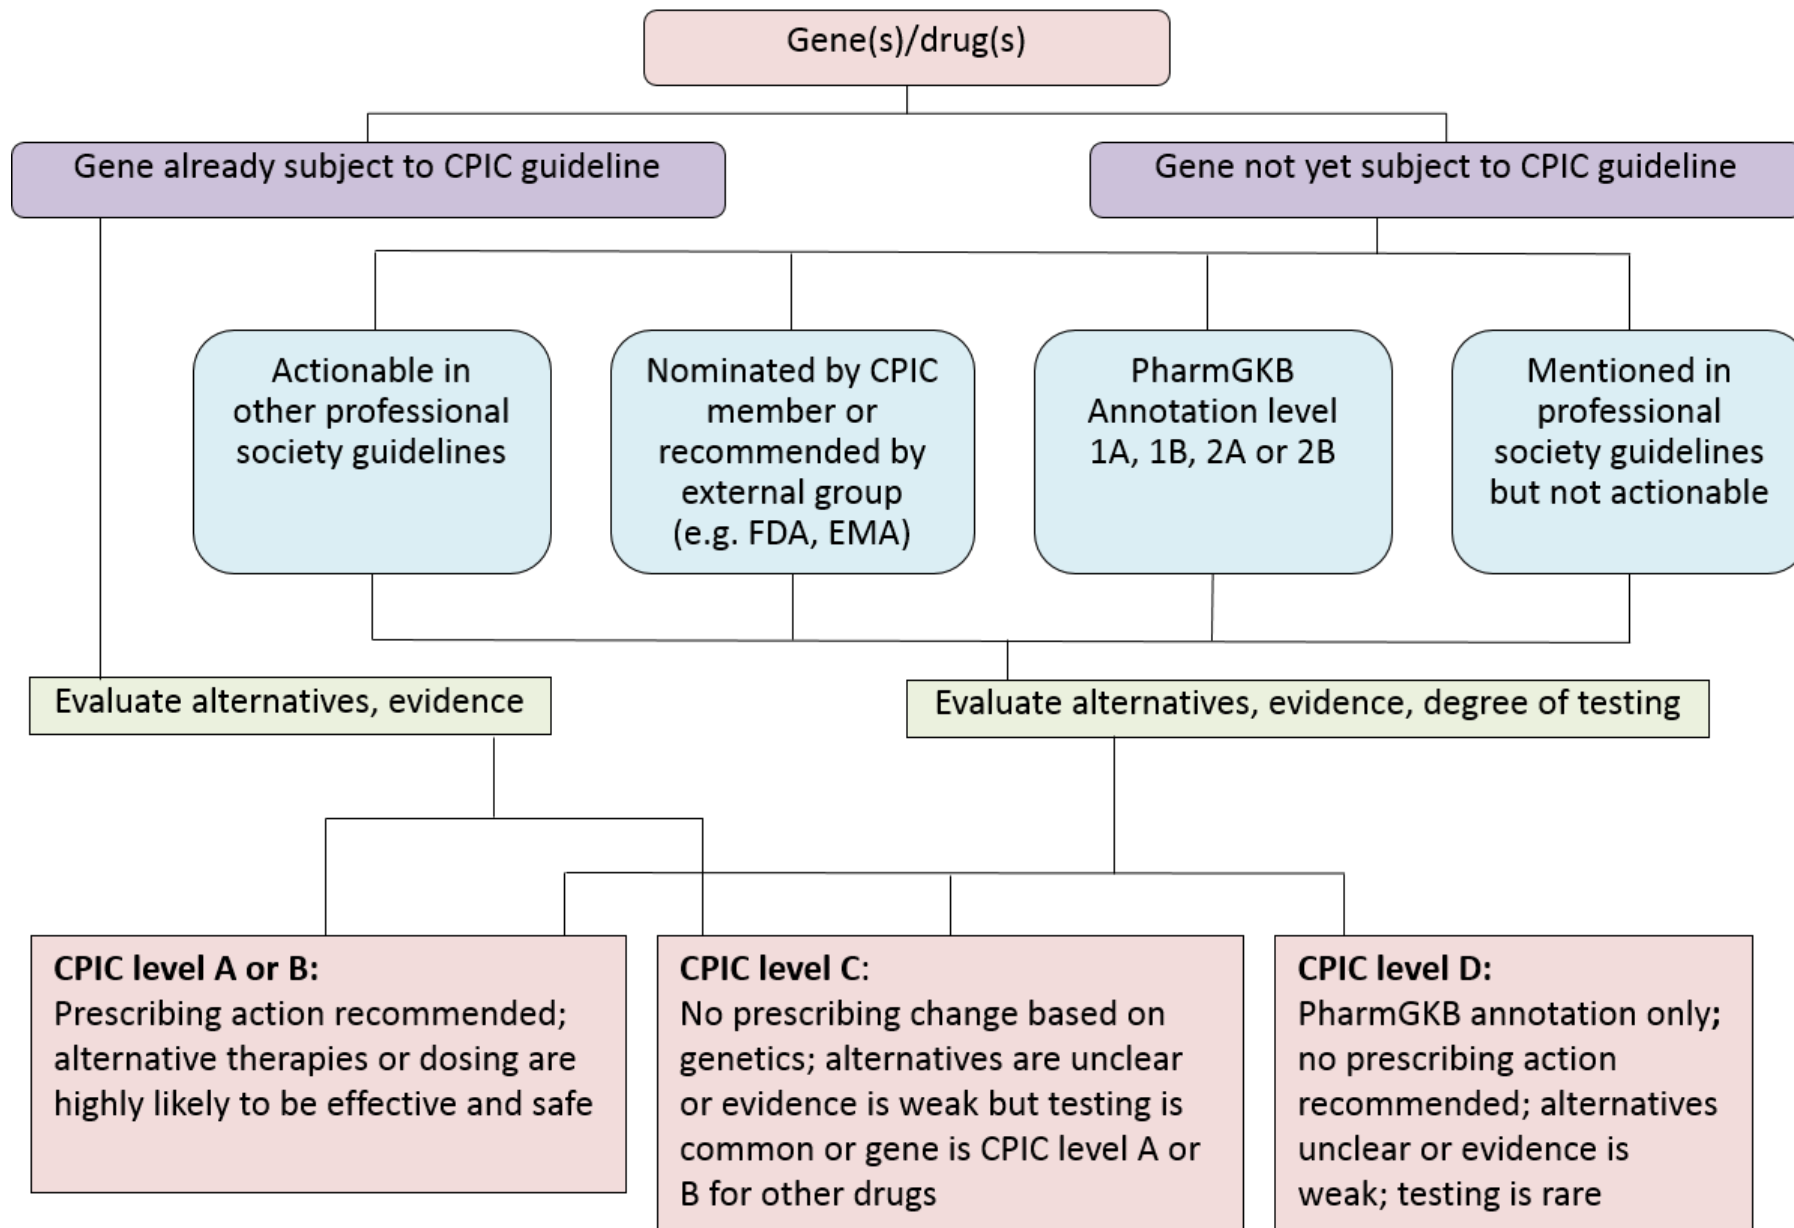 Gene(s)/drug(s)
Gene already subject to CPIC guideline
Gene not yet subject to CPIC guideline
Actionable in
other professional
society guidelines
Nominated by CPIC
member or
recommended by
external group
(e.g. FDA, EMA)
PharmGKB
Annotation level
1A, 1B, 2A or 2B
Mentioned in
professional
society guidelines
but not actionable
Evaluate alternatives, evidence
Evaluate alternatives, evidence, degree of testing
CPIC level A or B:
Prescribing action recommended;
alternative therapies or dosing are
highly likely to be effective and safe
CPIC level C:
No prescribing change based on
genetics; alternatives are unclear
or evidence is weak but testing is
common or gene is CPIC level A or
B for other drugs
CPIC level D:
PharmGKB annotation only;
no prescribing action
recommended; alternatives
unclear or evidence is
weak; testing is rare